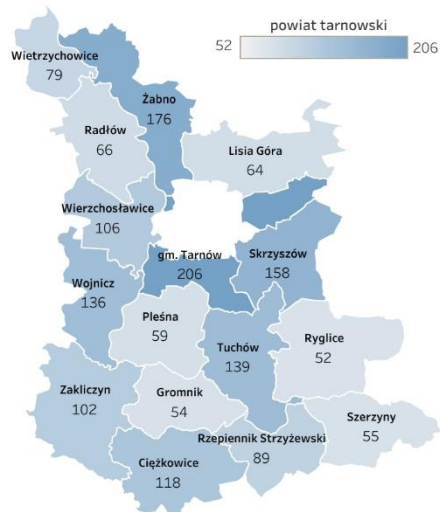 powiat tarnowski
52 206
Wietrzychowice
79
Żabno
176
Radłów
66
Lisia Góra
64
Wierzchosławice
106
gm. Tarnów
206
Skrzyszów
158
Wojnicz
136
Pleśna
59
Tuchów
139
Ryglice
52
Zakliczyn
102
Gromnik
54
Szerzyny
55
Rzepiennik Strzyżewski
89
Ciężkowice
118